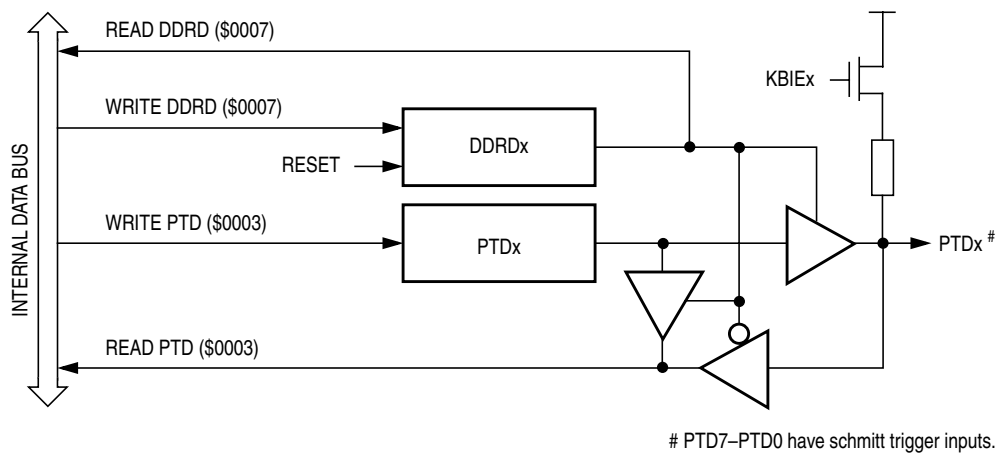 READ DDRD ($0007)
KBIEx
WRITE DDRD ($0007)
DDRDx
RESET
INTERNAL DATA BUS
WRITE PTD ($0003)
PTDx
PTDx #
READ PTD ($0003)
# PTD7–PTD0 have schmitt trigger inputs.